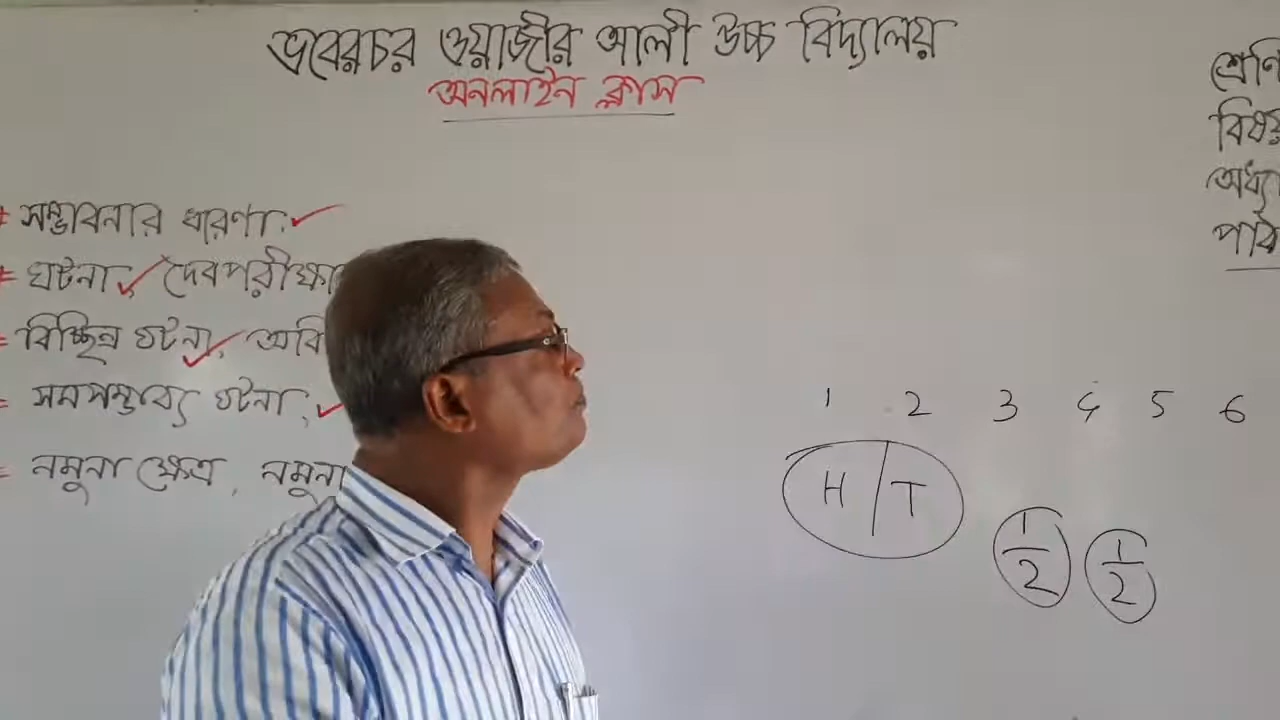 ভবেরচর ওয়াজীর আলী উচ্চ বিদ্যালয়
অনলাইন ক্লাস
শ্রেণি
বিষয়
অধ্যা
সম্ভাবনার ধারণা
ঘটনা, দৈবপরীক্ষা
বিচ্ছিন্ন ঘটনা, অবি
সমসম্ভাব্য ঘটনা,
নমুনা ক্ষেত্র, নমুনা
1 2 3 4 5 6
H T
1/2 1/2